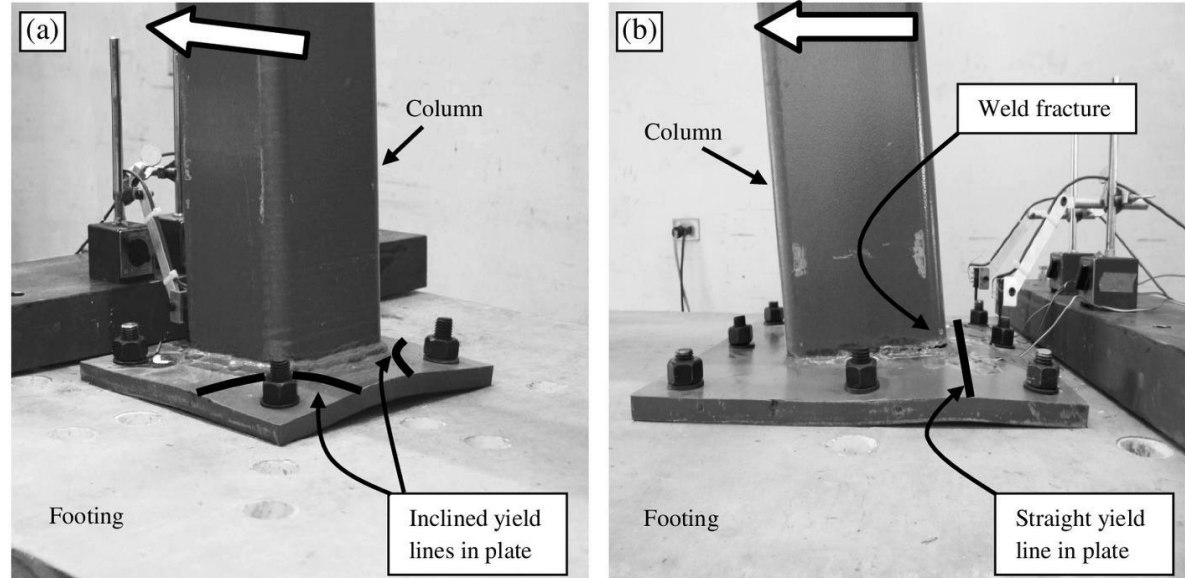 (a)
Column
Footing
Inclined yield
lines in plate
(b)
Column
Weld fracture
Footing
Straight yield
line in plate